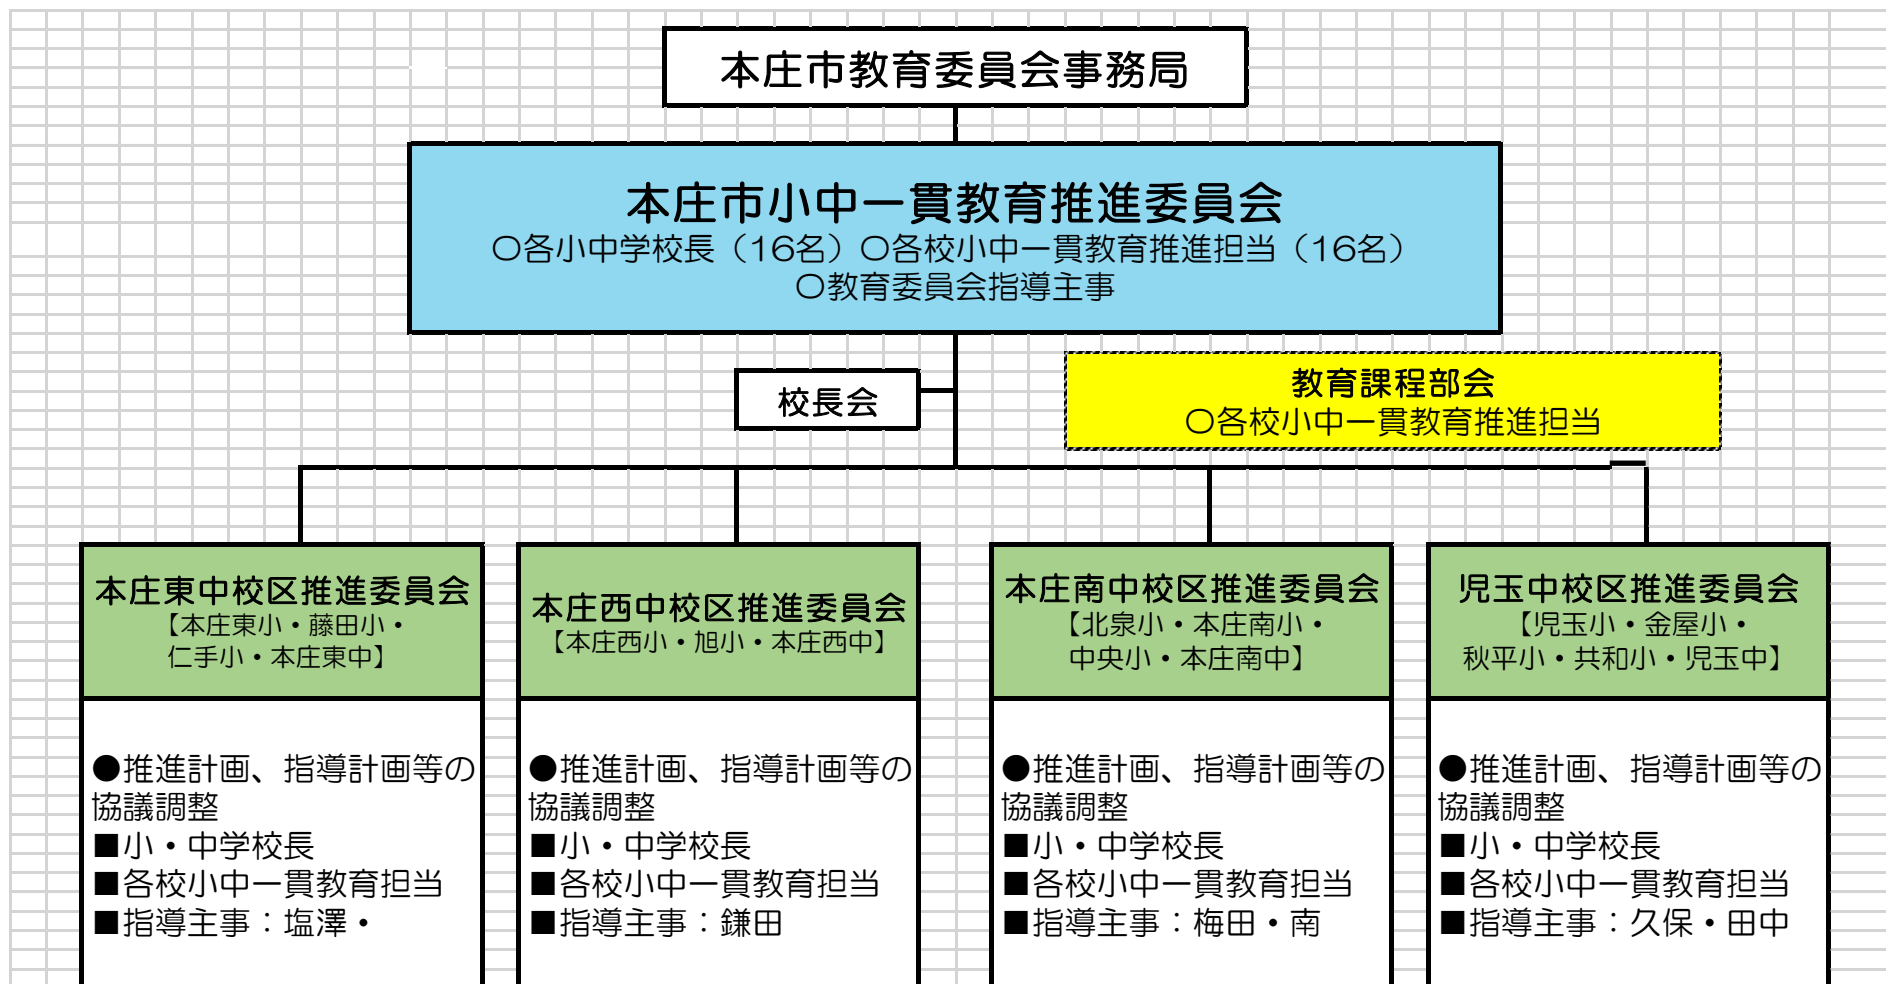 本庄市教育委員会事務局
本庄市小中一貫教育推進委員会
〇各小中学校長（16名）〇各校小中一貫教育推進担当（16名）
〇教育委員会指導主事
校長会
教育課程部会
〇各校小中一貫教育推進担当
本庄東中校区推進委員会
【本庄東小・藤田小・
仁手小・本庄東中】
●推進計画、指導計画等の
協議調整
■小・中学校長
■各校小中一貫教育担当
■指導主事：塩澤・
本庄西中校区推進委員会
【本庄西小・旭小・本庄西中】
●推進計画、指導計画等の
協議調整
■小・中学校長
■各校小中一貫教育担当
■指導主事：鎌田
本庄南中校区推進委員会
【北泉小・本庄南小・
中央小・本庄南中】
●推進計画、指導計画等の
協議調整
■小・中学校長
■各校小中一貫教育担当
■指導主事：梅田・南
児玉中校区推進委員会
【児玉小・金屋小・
秋平小・共和小・児玉中】
●推進計画、指導計画等の
協議調整
■小・中学校長
■各校小中一貫教育担当
■指導主事：久保・田中